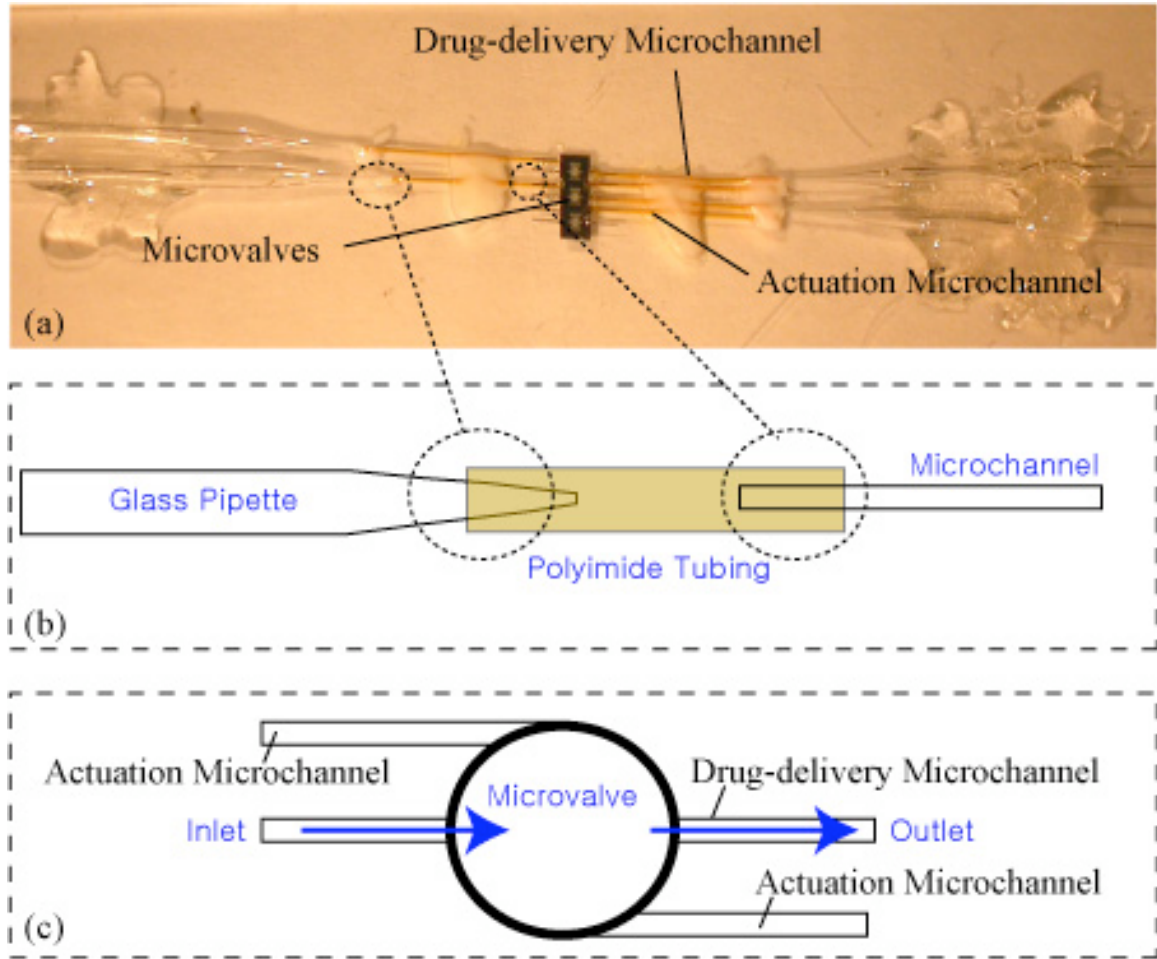 Drug-delivery Microchannel
Microvalves
Actuation Microchannel
(a)
Glass Pipette
Microchannel
Polyimide Tubing
(b)
Actuation Microchannel
Microvalve
Drug-delivery Microchannel
Inlet
Outlet
Actuation Microchannel
(c)